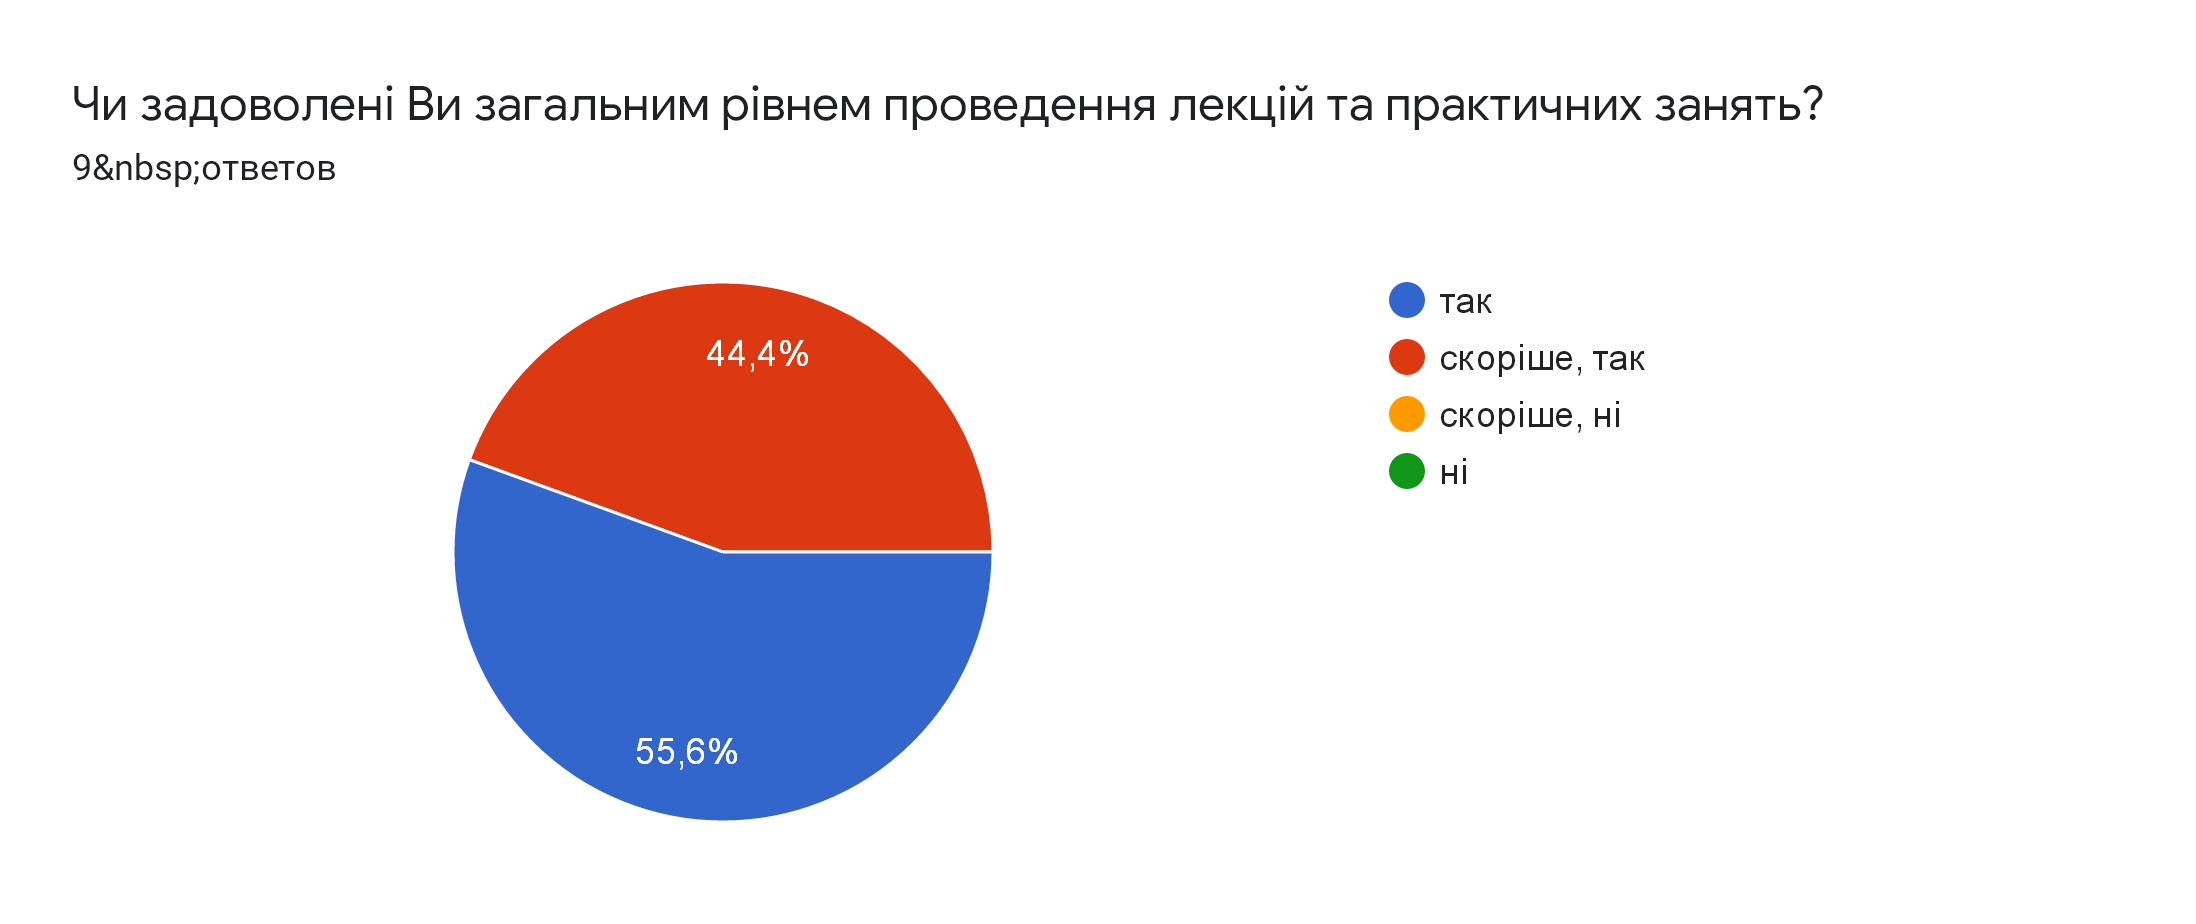 Чи задоволені Ви загальним рівнем проведення лекцій та практичних занять?
9&nbsp;ответов
44,4%
55,6%
так
скоріше, так
скоріше, ні
ні